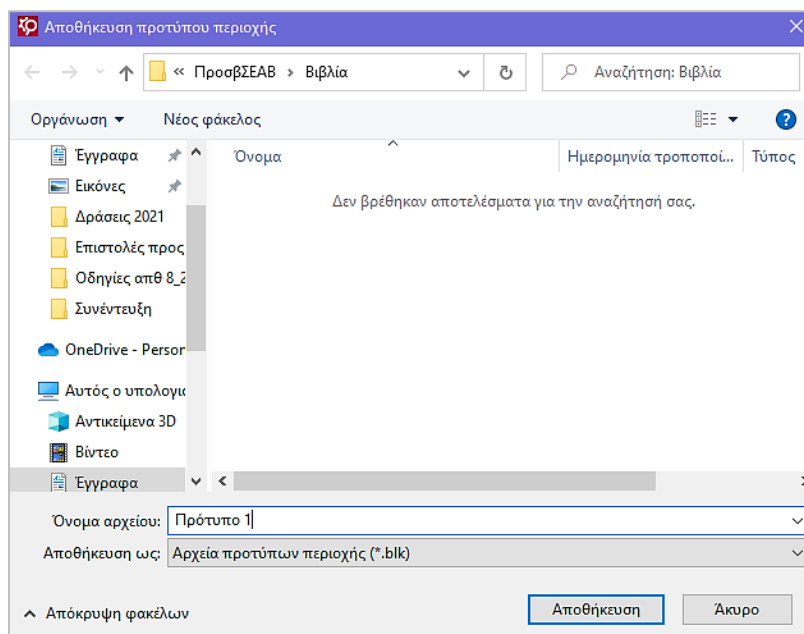 Αποθήκευση προτύπου περιοχής
« ΠροσβΣΕΑΒ › Βιβλία
Αναζήτηση: Βιβλία
Οργάνωση
Νέος φάκελος
Όνομα
Ημερομηνία τροποποί...
Τύπος
Έγγραφα
Εικόνες
Δράσεις 2021
Επιστολές προς
Οδηγίες απθ 8_2
Συνέντευξη
OneDrive - Person
Αυτός ο υπολογισ
Αντικείμενα 3D
Βίντεο
Έγγραφα
Δεν βρέθηκαν αποτελέσματα για την αναζήτησή σας.
Όνομα αρχείου: Πρότυπο 1
Αποθήκευση ως: Αρχεία προτύπων περιοχής (*.blk)
Απόκρυψη φακέλων
Αποθήκευση
Άκυρο